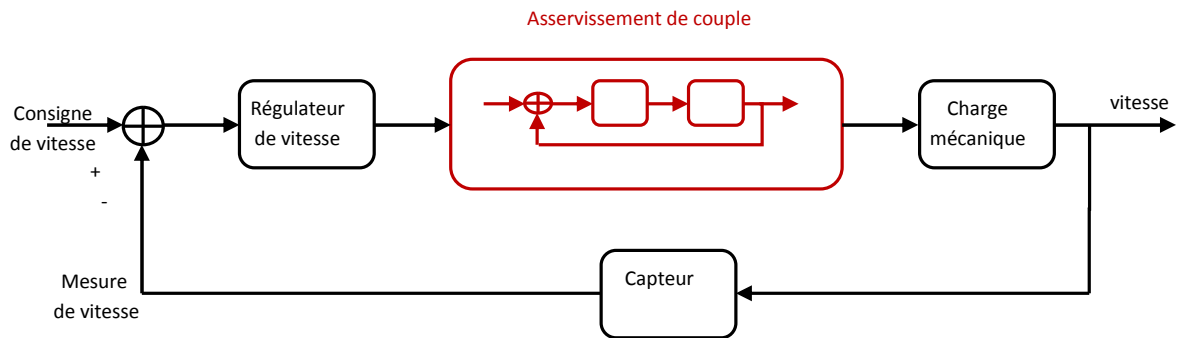 Asservissement de couple
Consigne
de vitesse
+
-
Régulateur
de vitesse
Charge
mécanique
vitesse
Mesure
de vitesse
Capteur